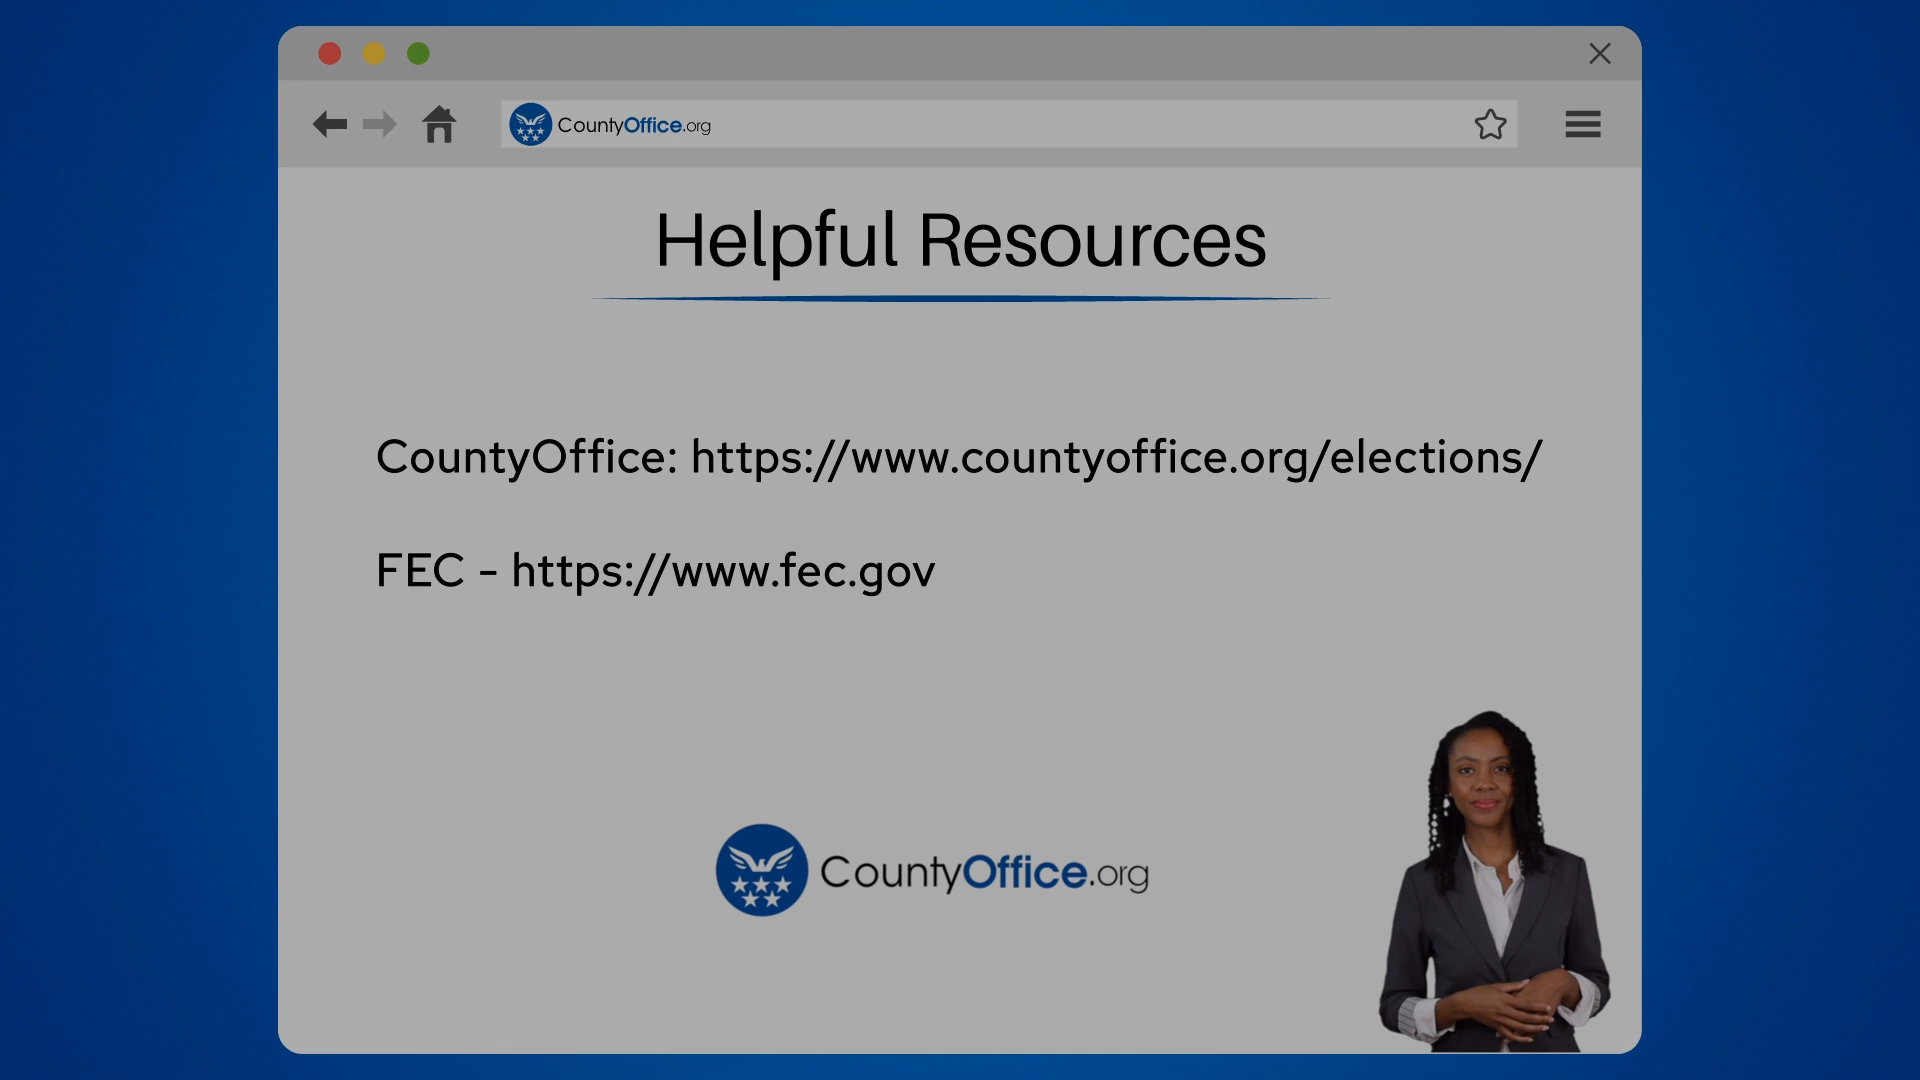 CountyOffice.org
Helpful Resources
CountyOffice: https://www.countyoffice.org/elections/
FEC - https://www.fec.gov
CountyOffice.org